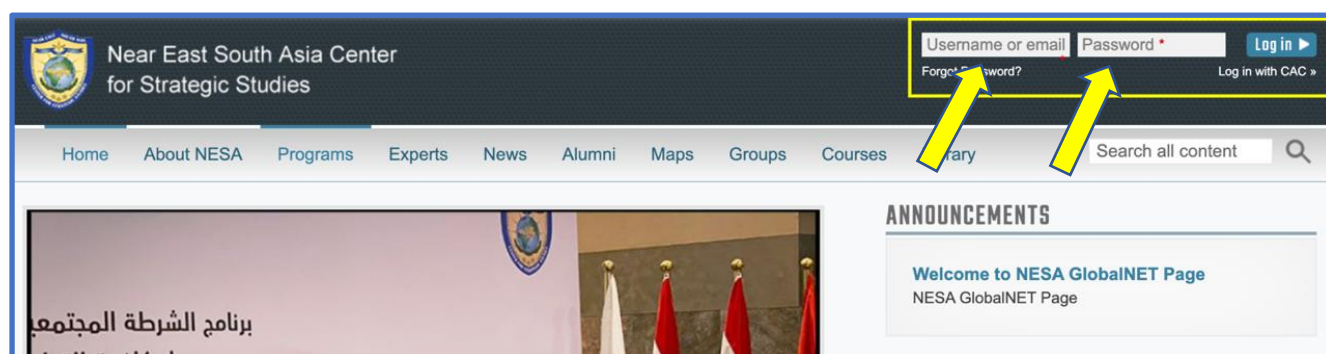 Near East South Asia Center
for Strategic Studies
Username or email *
Password *
Log in
Forgot Password?
Log in with CAC »
Home About NESA Programs Experts News Alumni Maps Groups Courses Library
Search all content
ANNOUNCEMENTS
Welcome to NESA GlobalNET Page
NESA GlobalNET Page
برنامج الشرطة